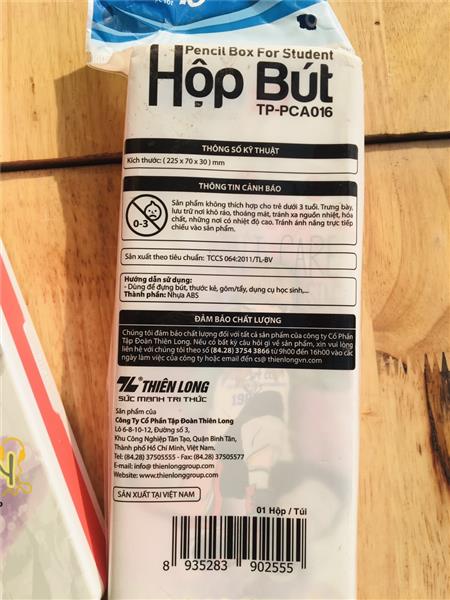 Pencil Box For Student
Hộp Bút
TP-PCA016
THÔNG SỐ KỸ THUẬT
Kích thước: ( 225 x 70 x 30 ) mm
THÔNG TIN CẢNH BÁO
0-3
Sản phẩm không thích hợp cho trẻ dưới 3 tuổi. Trưng bày,
lưu trữ nơi khô ráo, thoáng mát, tránh xa nguồn nhiệt, hóa
chất, những nơi có nhiệt độ cao. Tránh ánh nắng trực tiếp
chiếu vào sản phẩm.
Sản xuất theo tiêu chuẩn: TCCS 064:2011/TL-BV
Hướng dẫn sử dụng:
- Dùng để đựng bút, thước kẻ, gôm/tẩy, dụng cụ học sinh,...
Thành phần: Nhựa ABS
ĐẢM BẢO CHẤT LƯỢNG
Chúng tôi đảm bảo chất lượng đối với tất cả sản phẩm của công ty Cổ Phần
Tập Đoàn Thiên Long. Nếu có bất kỳ câu hỏi gì về sản phẩm, xin vui lòng
liên hệ với chúng tôi theo số (84.28) 3754 3866 từ 9h00 đến 16h00 vào các
ngày làm việc của công ty hoặc email đến cs@thienlongvn.com.
THIÊN LONG
SỨC MẠNH TRI THỨC
Sản phẩm của
Công Ty Cổ Phần Tập Đoàn Thiên Long
Lô 6-8-10-12, Đường số 3,
Khu Công Nghiệp Tân Tạo, Quận Bình Tân,
Thành Phố Hồ Chí Minh, Việt Nam.
Tel: (84.28) 37505555 - Fax: (84.28) 37505577
E-mail: info@thienlonggroup.com
Website: www.thienlonggroup.com
SẢN XUẤT TẠI VIỆT NAM
01 Hộp / Túi
8 935283 902555